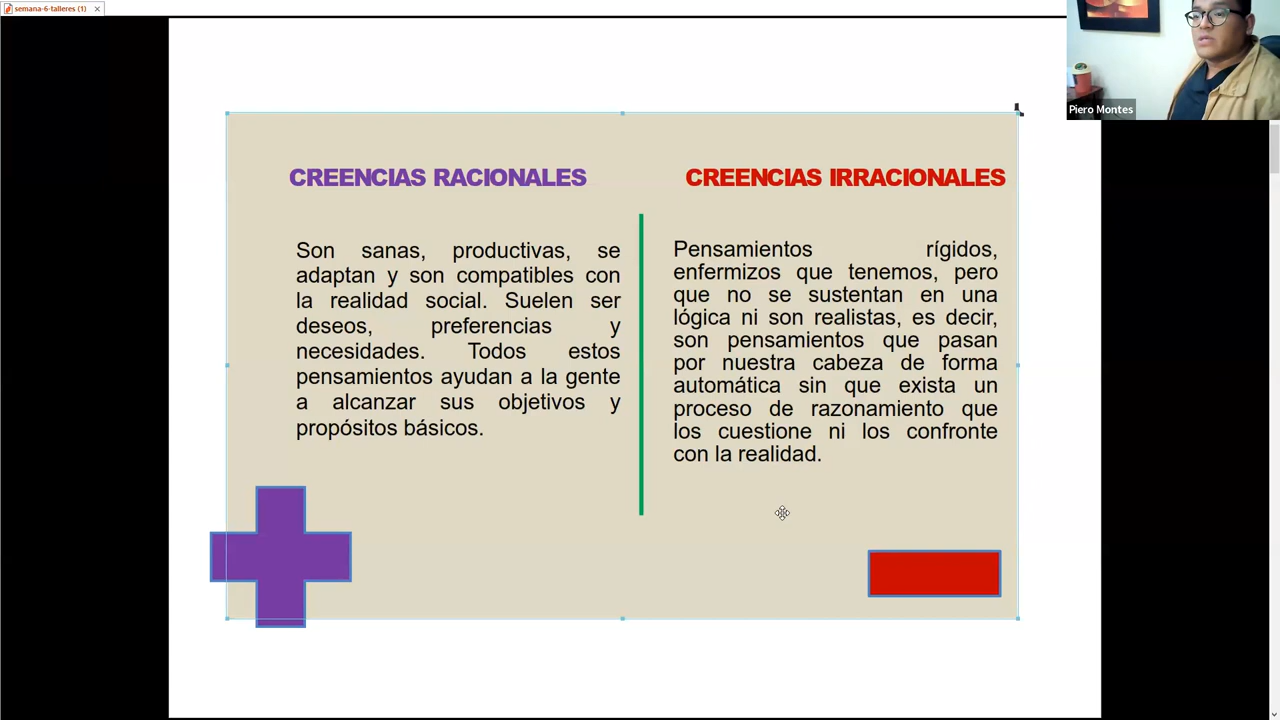 semana-6-talleres (1)
Piero Montes
CREENCIAS RACIONALES
Son sanas, productivas, se
adaptan y son compatibles con
la realidad social. Suelen ser
deseos, preferencias y
necesidades. Todos estos
pensamientos ayudan a la gente
a alcanzar sus objetivos y
propósitos básicos.
CREENCIAS IRRACIONALES
Pensamientos rígidos,
enfermizos que tenemos, pero
que no se sustentan en una
lógica ni son realistas, es decir,
son pensamientos que pasan
por nuestra cabeza de forma
automática sin que exista un
proceso de razonamiento que
los cuestione ni los confronte
con la realidad.